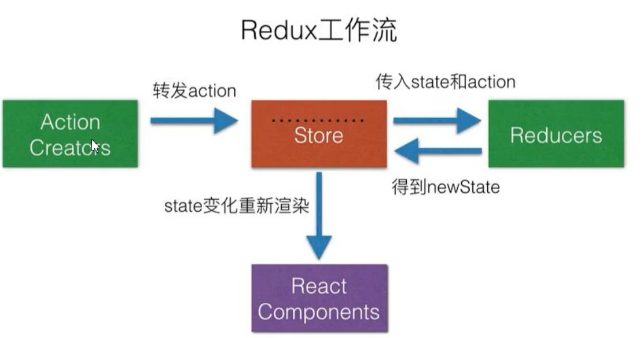 Redux工作流
转发action
传入state和action
Action
Creators
Store
Reducers
得到newState
state变化重新渲染
React
Components